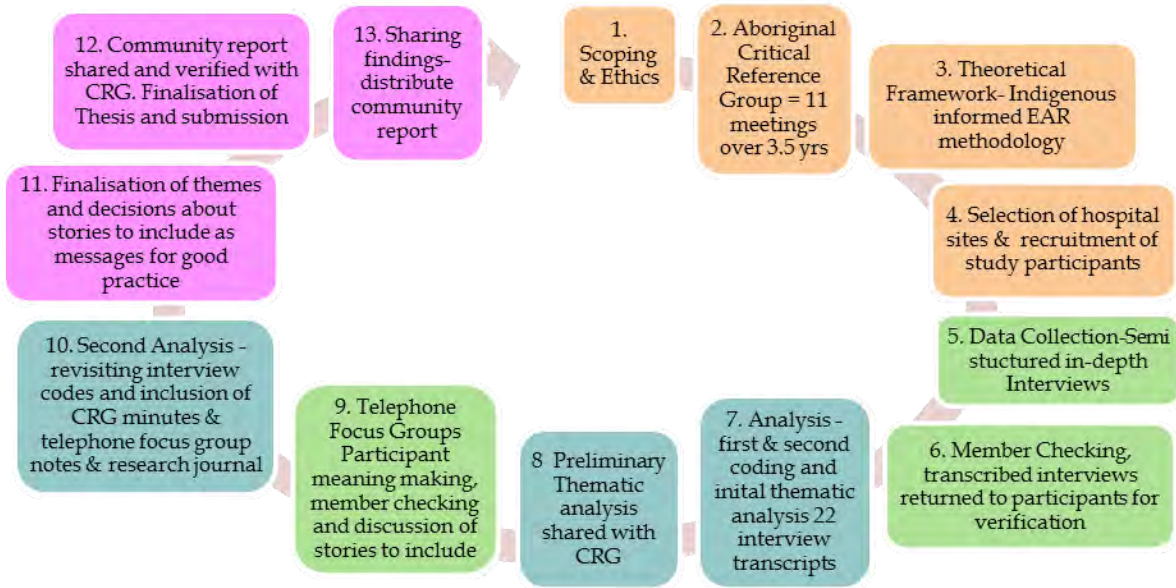 1.
Scoping
& Ethics
2.
Aboriginal
Critical
Reference
Group = 11
meetings
over 3.5 yrs
3. Theoretical
Framework- Indigenous
informed EAR
methodology
4. Selection of hospital
sites & recruitment of
study participants
5. Data Collection-Semi
stuctured in-depth
Interviews
6. Member Checking,
transcribed interviews
returned to participants for
verification
7. Analysis -
first & second
coding and
inital thematic
analysis 22
interview
transcripts
8 Preliminary
Thematic
analysis
shared with
CRG
9. Telephone
Focus Groups
Participant
meaning making,
member checking
and discussion of
stories to include
10. Second Analysis -
revisiting interview
codes and inclusion of
CRG minutes &
telephone focus group
notes & research journal
11. Finalisation of themes
and decisions about
stories to include as
messages for good
practice
12. Community report
shared and verified with
CRG. Finalisation of
Thesis and submission
13. Sharing
findings-
distribute
community
report